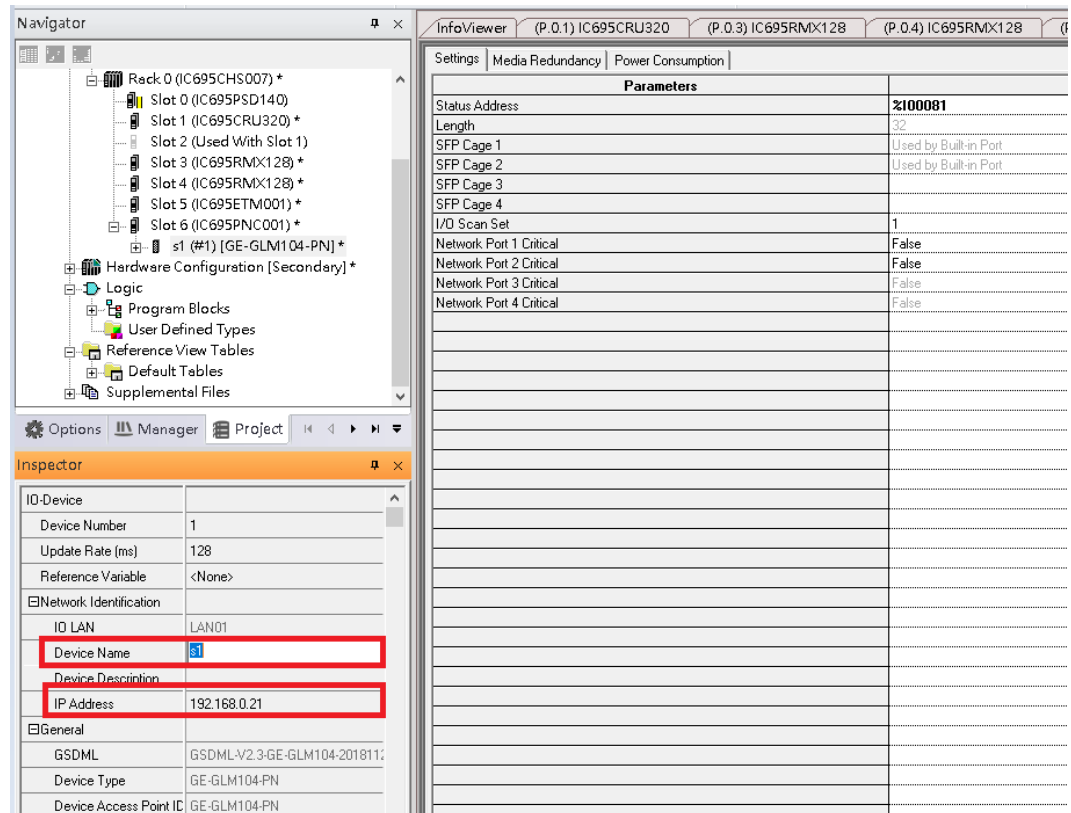 Navigator
Rack 0 (IC695CHS007) *
Slot 0 (IC695PSD140)
Slot 1 (IC695CRU320) *
Slot 2 (Used With Slot 1)
Slot 3 (IC695RMX128) *
Slot 4 (IC695RMX128) *
Slot 5 (IC695ETM001) *
Slot 6 (IC695PNC001) *
s1 (#1) [GE-GLM104-PN] *
Hardware Configuration [Secondary] *
Logic
Program Blocks
User Defined Types
Reference View Tables
Default Tables
Supplemental Files
Options Manager Project
Inspector
IO-Device
Device Number 1
Update Rate (ms) 128
Reference Variable <None>
Network Identification
IO LAN LAN01
Device Name s1
Device Description
IP Address 192.168.0.21
General
GSDML GSDML-V2.3-GE-GLM104-2018112
Device Type GE-GLM104-PN
Device Access Point ID GE-GLM104-PN
InfoViewer (P.0.1) IC695CRU320 (P.0.3) IC695RMX128 (P.0.4) IC695RMX128
Settings Media Redundancy Power Consumption
Parameters
Status Address %I00081
Length 32
SFP Cage 1 Used by Built-in Port
SFP Cage 2 Used by Built-in Port
SFP Cage 3
SFP Cage 4
I/O Scan Set 1
Network Port 1 Critical False
Network Port 2 Critical False
Network Port 3 Critical False
Network Port 4 Critical False